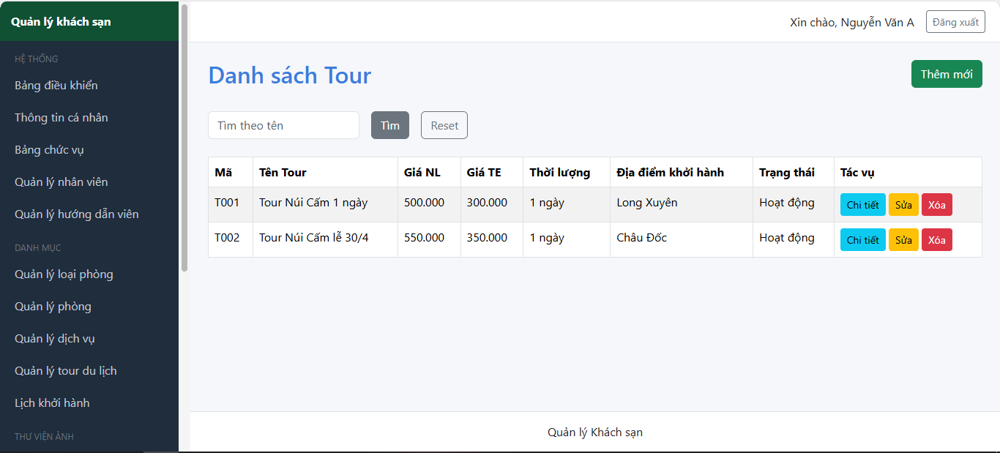 Quản lý khách sạn
HỆ THỐNG
Bảng điều khiển
Thông tin cá nhân
Bảng chức vụ
Quản lý nhân viên
Quản lý hướng dẫn viên
DANH MỤC
Quản lý loại phòng
Quản lý phòng
Quản lý dịch vụ
Quản lý tour du lịch
Lịch khởi hành
THƯ VIỆN ẢNH
Xin chào, Nguyễn Văn A Đăng xuất
Danh sách Tour Thêm mới
Tìm theo tên Tìm Reset
Mã Tên Tour Giá NL Giá TE Thời lượng Địa điểm khởi hành Trạng thái Tác vụ
T001 Tour Núi Cấm 1 ngày 500.000 300.000 1 ngày Long Xuyên Hoạt động Chi tiết Sửa Xóa
T002 Tour Núi Cấm lễ 30/4 550.000 350.000 1 ngày Châu Đốc Hoạt động Chi tiết Sửa Xóa
Quản lý Khách sạn